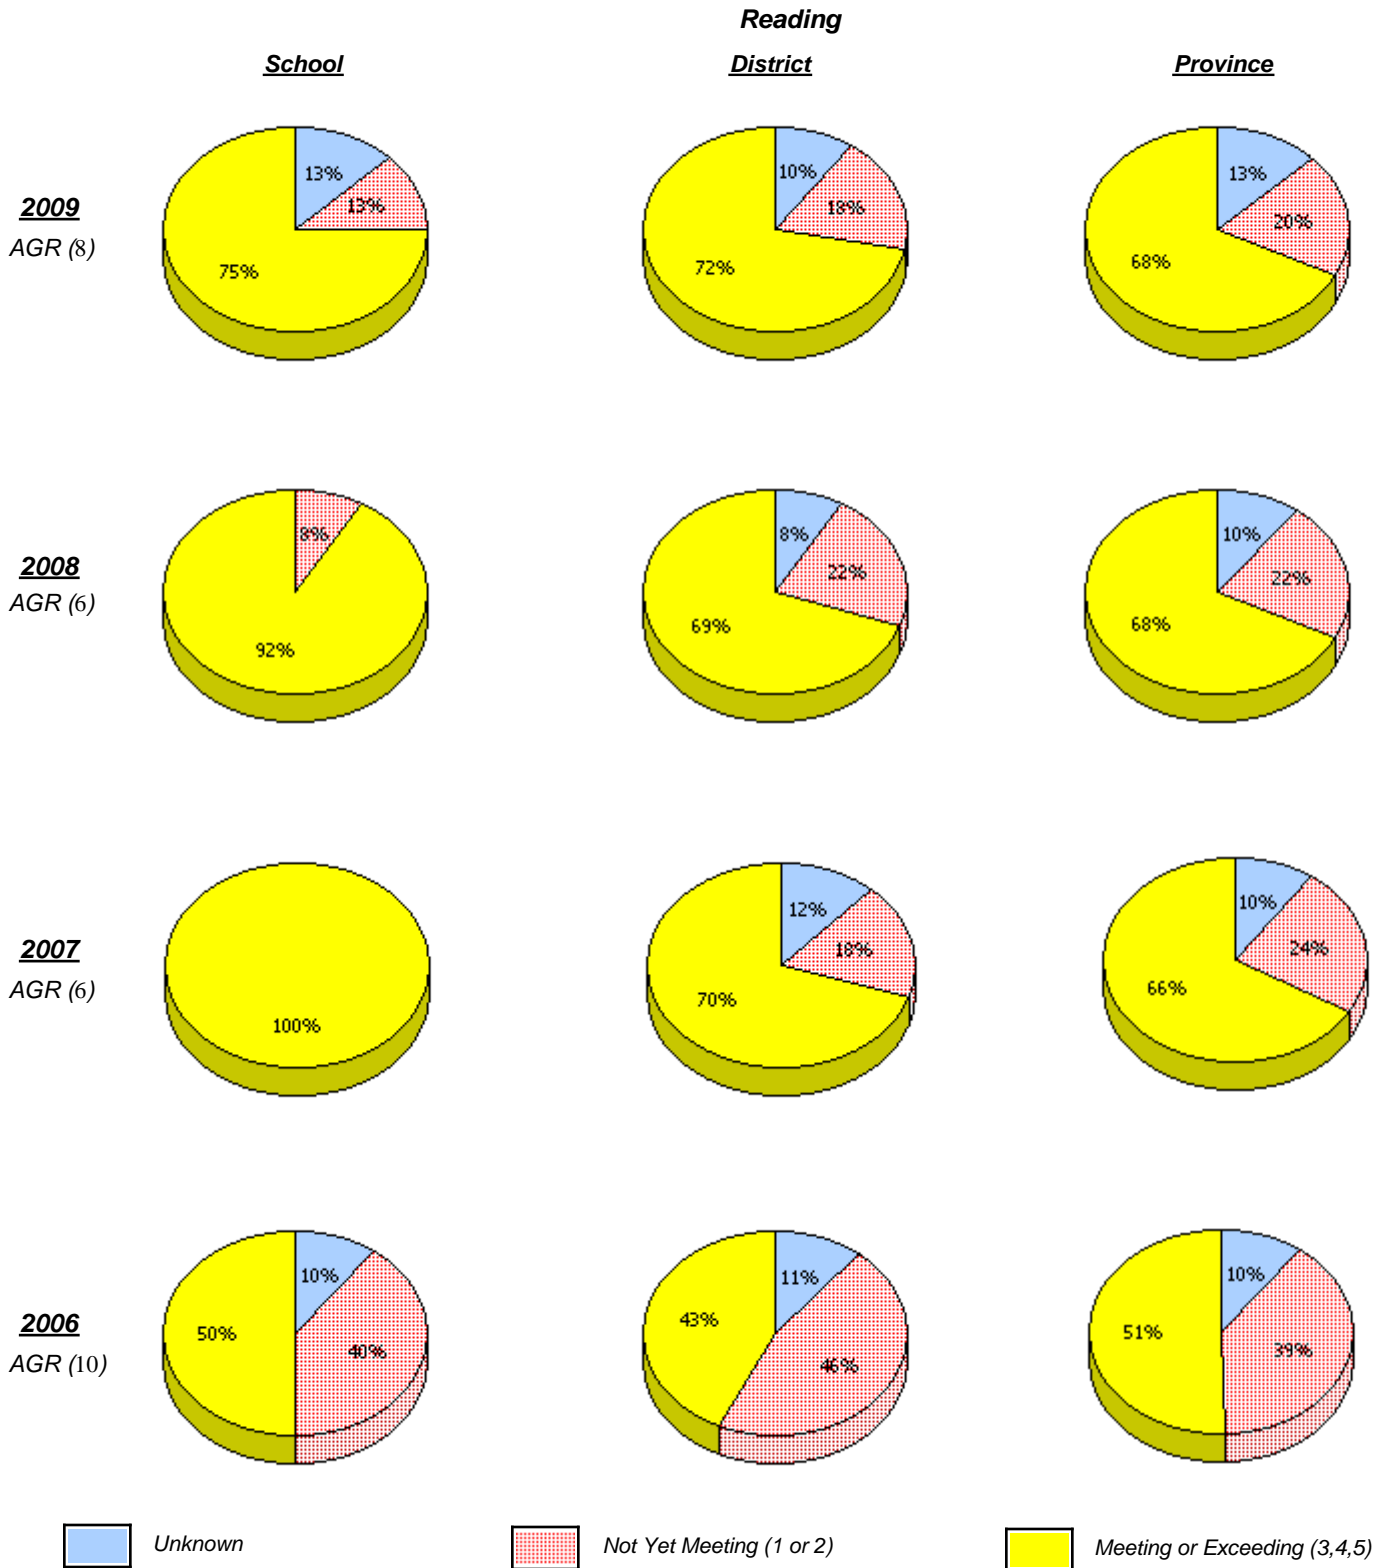 Reading
School District Province
2009
AGR (8)
13% 13% 75%
10% 18% 72%
13% 20% 68%
2008
AGR (6)
8% 92%
8% 22% 69%
10% 22% 68%
2007
AGR (6)
100%
12% 18% 70%
10% 24% 66%
2006
AGR (10)
10% 40% 50%
11% 46% 43%
10% 39% 51%
Unknown Not Yet Meeting (1 or 2) Meeting or Exceeding (3,4,5)